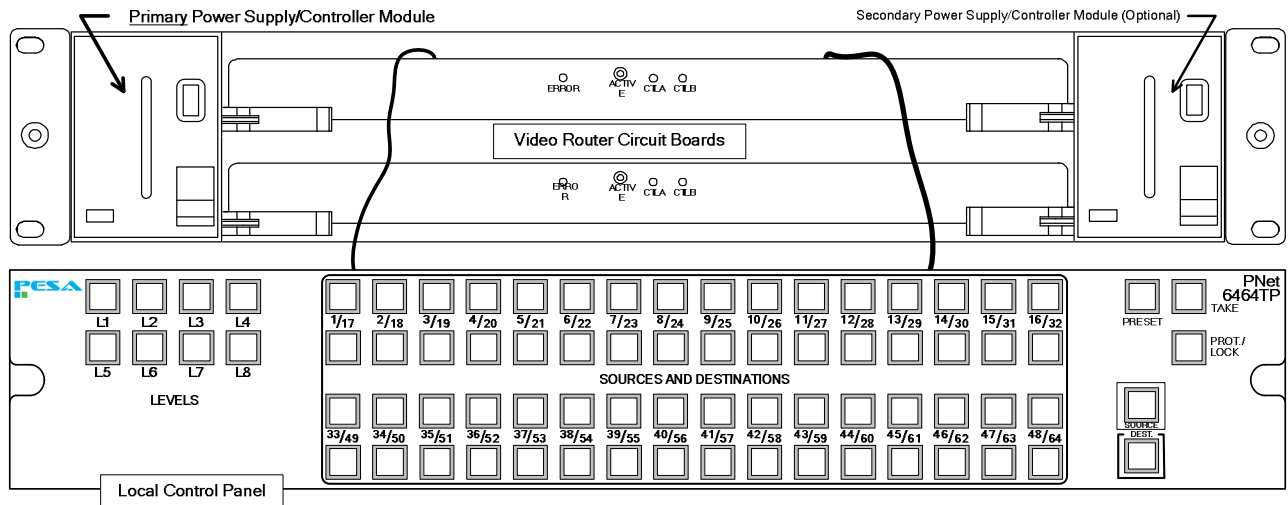 Primary Power Supply/Controller Module
Secondary Power Supply/Controller Module (Optional)
ERROR
ACTIV
E
CTLA
CTLB
Video Router Circuit Boards
ERRO
R
ACTIV
E
CTLA
CTLB
PESA
PNet
6464TP
L1 L2 L3 L4
1/17 2/18 3/19 4/20 5/21 6/22 7/23 8/24 9/25 10/26 11/27 12/28 13/29 14/30 15/31 16/32
PRESET
TAKE
L5 L6 L7 L8
PROT./
LOCK
LEVELS
SOURCES AND DESTINATIONS
33/49 34/50 35/51 36/52 37/53 38/54 39/55 40/56 41/57 42/58 43/59 44/60 45/61 46/62 47/63 48/64
SOURCE
DEST.
Local Control Panel